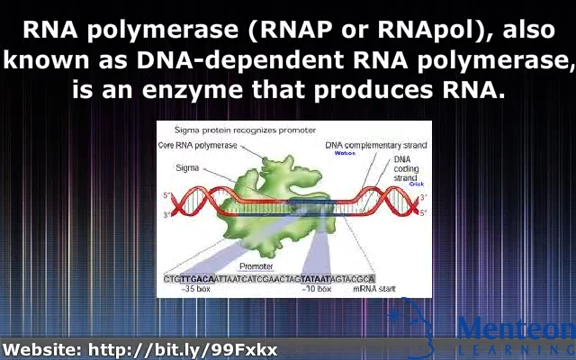 RNA polymerase (RNAP or RNApol), also
known as DNA-dependent RNA polymerase,
is an enzyme that produces RNA.
Sigma protein recognizes promoter
Core RNA polymerase
DNA complementary strand
Watson
Sigma
DNA
coding
strand
Crick
5'
3'
3'
5'
Promoter
CTGTTGACAATTAATCATCGAACTAGTATAATAGTACGCA
-35 box
-10 box
mRNA start
Menteon
LEARNING
Website: http://bit.ly/99Fxkx